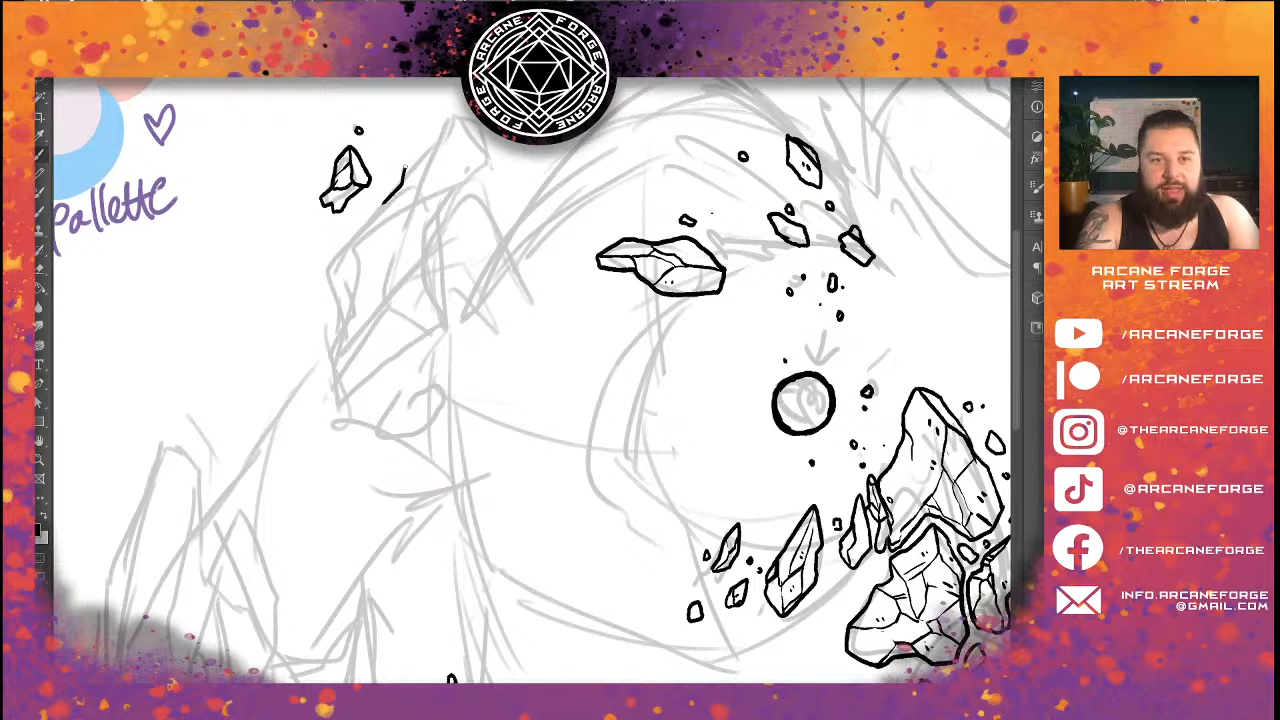 ARCANE FORGE ARCANE FORGE
Pallette
ARCANE FORGE
ART STREAM
/ARCANEFORGE
/ARCANEFORGE
@THEARCANEFORGE
@ARCANEFORGE
/THEARCANEFORGE
INFO.ARCANEFORGE
@GMAIL.COM